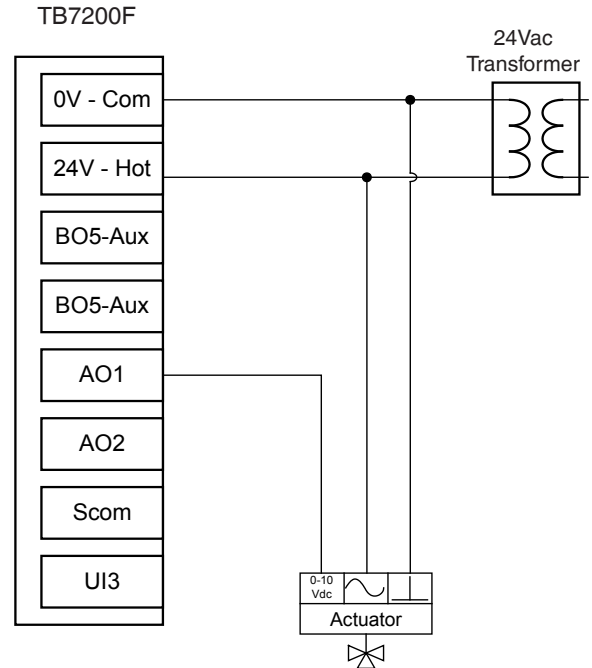 TB7200F
24Vac
Transformer
0V - Com
24V - Hot
BO5-Aux
BO5-Aux
AO1
AO2
Scom
UI3
0-10
Vdc
Actuator